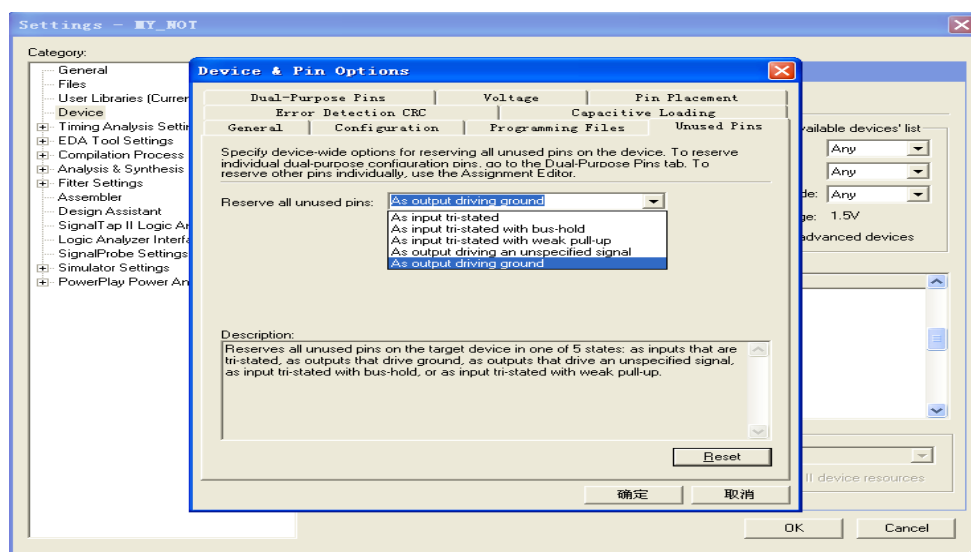 Settings - MY_NOT
Category:
General
Files
User Libraries (Curren
Device
Timing Analysis Settin
EDA Tool Settings
Compilation Process
Analysis & Synthesis
Fitter Settings
Assembler
Design Assistant
SignalTap II Logic An
Logic Analyzer Interfa
SignalProbe Settings
Simulator Settings
PowerPlay Power An
Device & Pin Options
Dual-Purpose Pins Voltage Pin Placement
Error Detection CRC Capacitive Loading
General Configuration Programming Files Unused Pins
Specify device-wide options for reserving all unused pins on the device. To reserve
individual dual-purpose configuration pins, go to the Dual-Purpose Pins tab. To
reserve other pins individually, use the Assignment Editor.
Reserve all unused pins: As output driving ground
As input tri-stated
As input tri-stated with bus-hold
As input tri-stated with weak pull-up
As output driving an unspecified signal
As output driving ground
Description:
Reserves all unused pins on the target device in one of 5 states: as inputs that are
tri-stated, as outputs that drive ground, as outputs that drive an unspecified signal,
as input tri-stated with bus-hold, or as input tri-stated with weak pull-up.
Reset
确定 取消
vailable devices' list
Any
Any
de: Any
ge: 1.5V
advanced devices
II device resources
OK Cancel